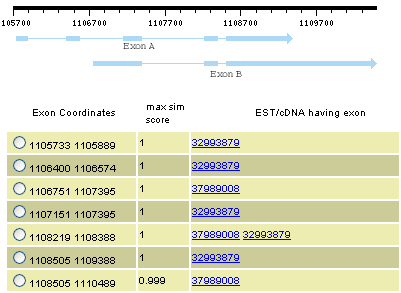 105700 1106700 1107700 1108700 1109700
Exon A
Exon B
Exon Coordinates max sim score EST/cDNA having exon
1105733 1105889 1 32993879
1106400 1106574 1 32993879
1106751 1107395 1 37989008
1107151 1107395 1 32993879
1108219 1108388 1 37989008 32993879
1108505 1109388 1 32993879
1108505 1110489 0.999 37989008